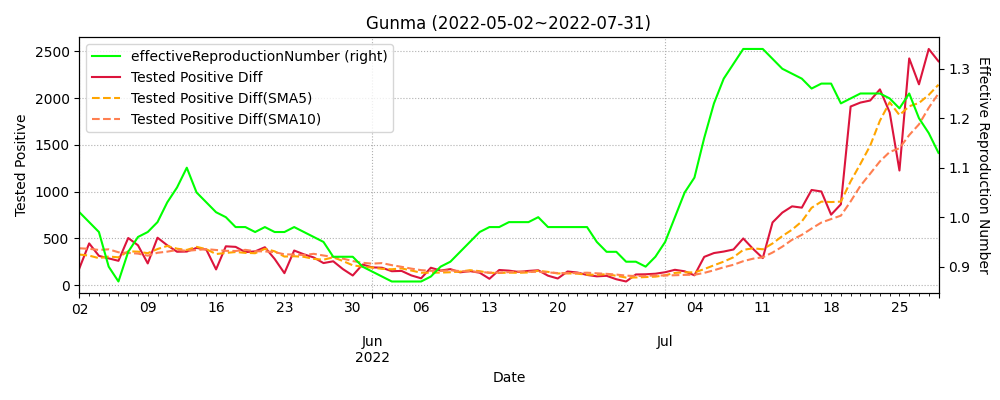 Gunma (2022-05-02~2022-07-31)
effectiveReproductionNumber (right)
Tested Positive Diff
Tested Positive Diff(SMA5)
Tested Positive Diff(SMA10)
Tested Positive
2500
2000
1500
1000
500
0
Effective Reproduction Number
1.3
1.2
1.1
1.0
0.9
02 09 16 23 30 06 13 20 27 04 11 18 25
Jun Jul
2022
Date